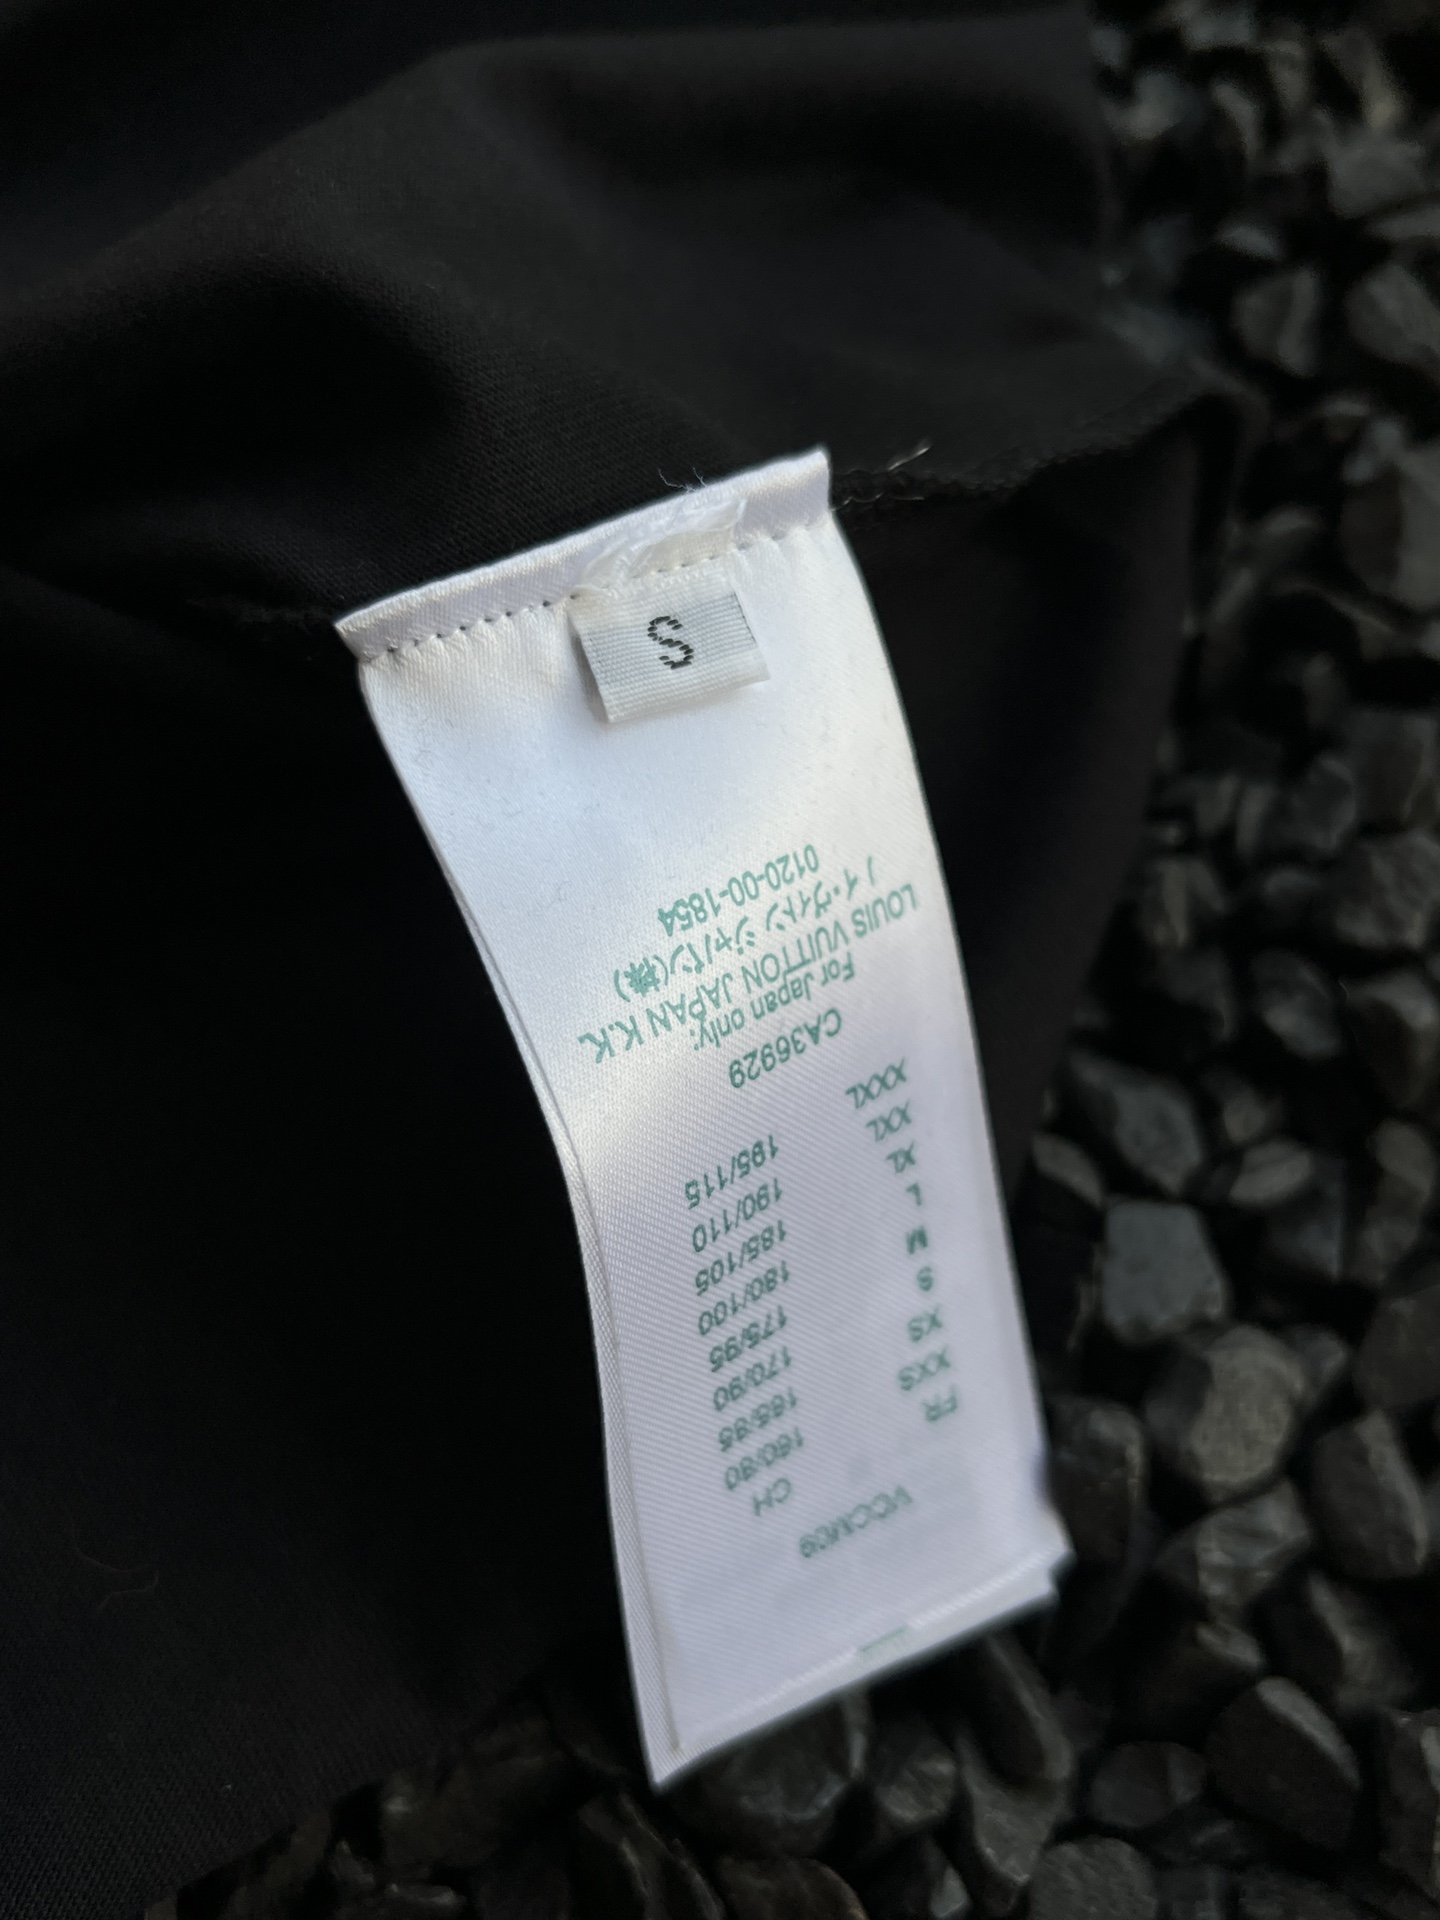 VCCM09
FR CH
XXS 160/80
XS 165/85
S 170/90
M 175/95
L 180/100
XL 185/105
XXL 190/110
XXXL 195/115
CA36929
For Japan only:
LOUIS VUITTON JAPAN K.K.
ルイ・ヴィトン ジャパン(株)
0120-00-1854
S